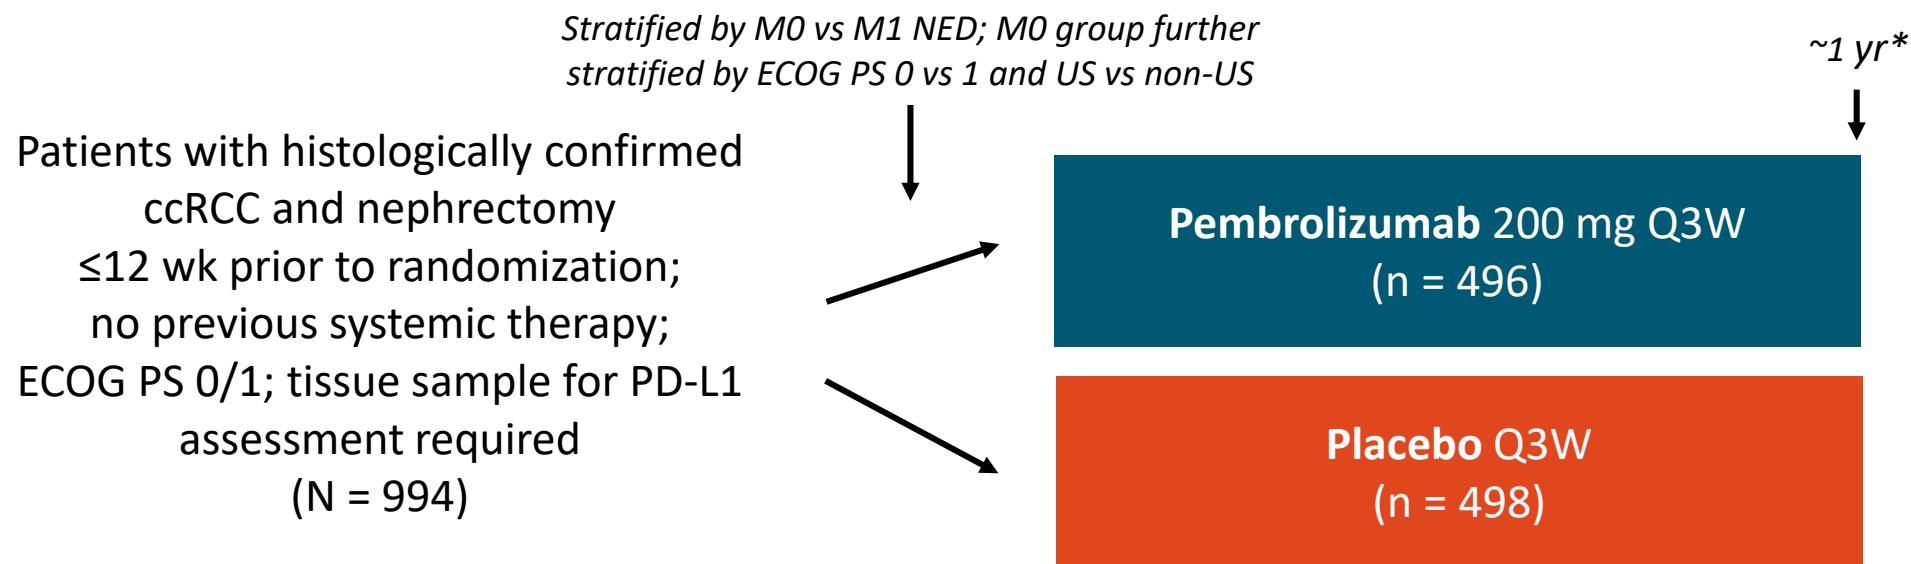 Stratified by M0 vs M1 NED; M0 group further
stratified by ECOG PS 0 vs 1 and US vs non-US
~1 yr*
Patients with histologically confirmed
ccRCC and nephrectomy
≤12 wk prior to randomization;
no previous systemic therapy;
ECOG PS 0/1; tissue sample for PD-L1
assessment required
(N = 994)
Pembrolizumab 200 mg Q3W
(n = 496)
Placebo Q3W
(n = 498)